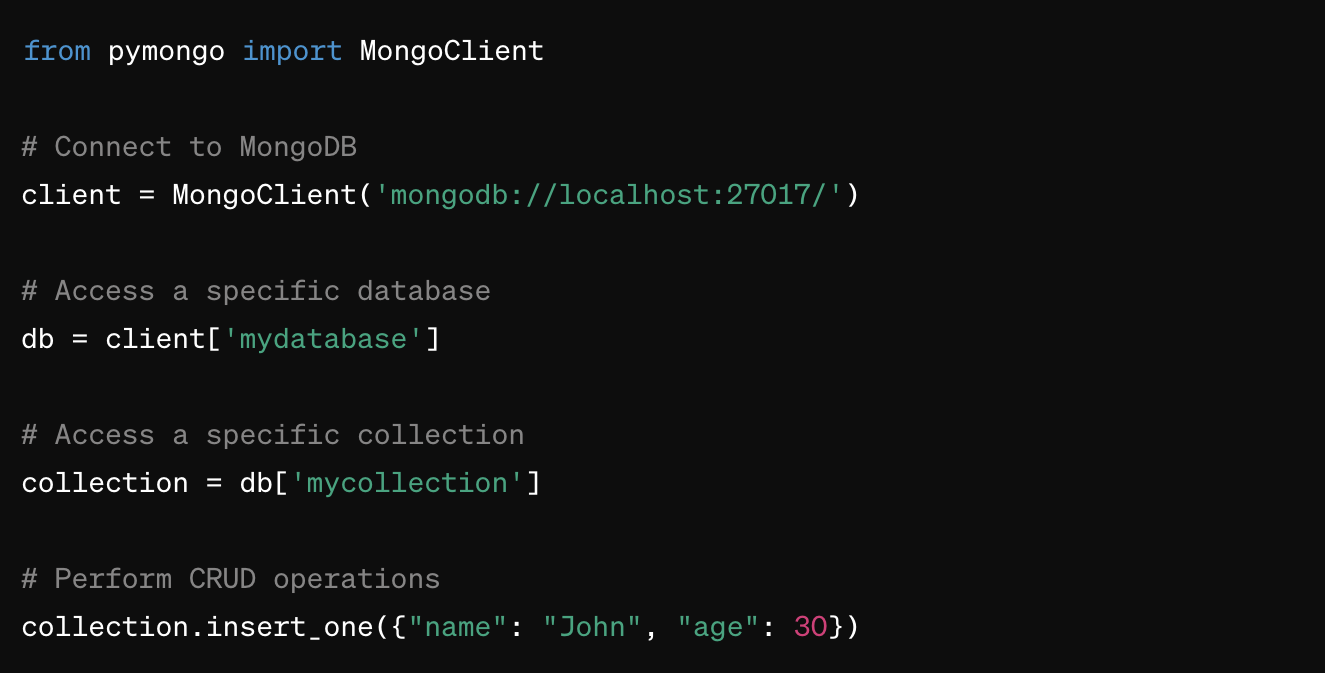 from pymongo import MongoClient
# Connect to MongoDB
client = MongoClient('mongodb://localhost:27017/')
# Access a specific database
db = client['mydatabase']
# Access a specific collection
collection = db['mycollection']
# Perform CRUD operations
collection.insert_one({"name": "John", "age": 30})